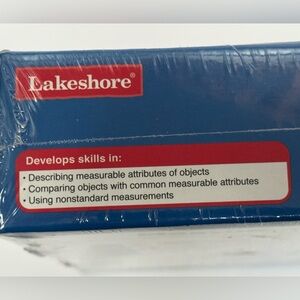 Lakeshore®
Develops skills in:
• Describing measurable attributes of objects
• Comparing objects with common measurable attributes
• Using nonstandard measurements